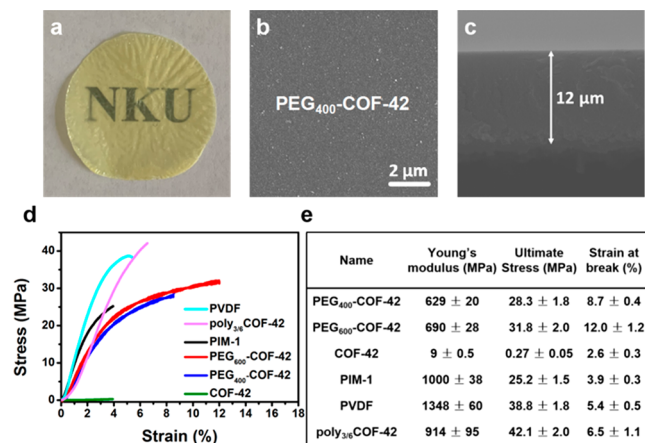 a
NKU
b
PEG400-COF-42
2 μm
c
12 μm
d
Stress (MPa)
40
30
20
10
0
0 2 4 6 8 10 12 14 16 18
Strain (%)
PVDF
poly3/6COF-42
PIM-1
PEG600-COF-42
PEG400-COF-42
COF-42
e
Name Young's modulus (MPa) Ultimate Stress (MPa) Strain at break (%)
PEG400-COF-42 629 ± 20 28.3 ± 1.8 8.7 ± 0.4
PEG600-COF-42 690 ± 28 31.8 ± 2.0 12.0 ± 1.2
COF-42 9 ± 0.5 0.27 ± 0.05 2.6 ± 0.3
PIM-1 1000 ± 38 25.2 ± 1.5 3.9 ± 0.3
PVDF 1348 ± 60 38.8 ± 1.8 5.4 ± 0.5
poly3/6COF-42 914 ± 95 42.1 ± 2.0 6.5 ± 1.1